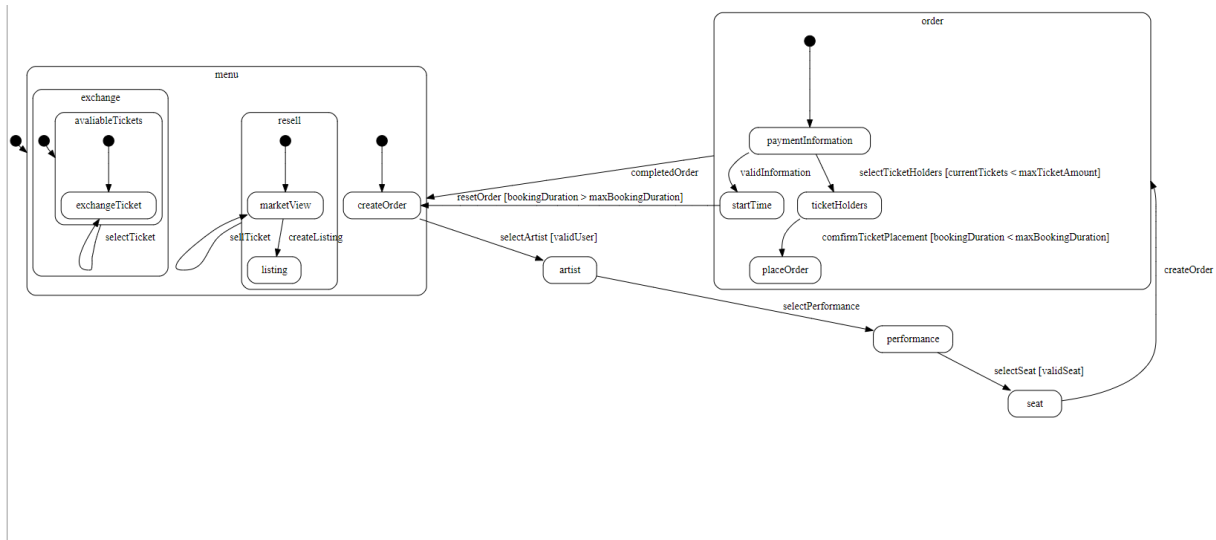 order
menu
exchange
avaliableTickets
resell
paymentInformation
completedOrder
validInformation
selectTicketHolders [currentTickets < maxTicketAmount]
resetOrder [bookingDuration > maxBookingDuration]
exchangeTicket
marketView
createOrder
startTime
ticketHolders
selectTicket
sellTicket
createListing
selectArtist [validUser]
comfirmTicketPlacement [bookingDuration < maxBookingDuration]
listing
artist
placeOrder
createOrder
selectPerformance
performance
selectSeat [validSeat]
seat